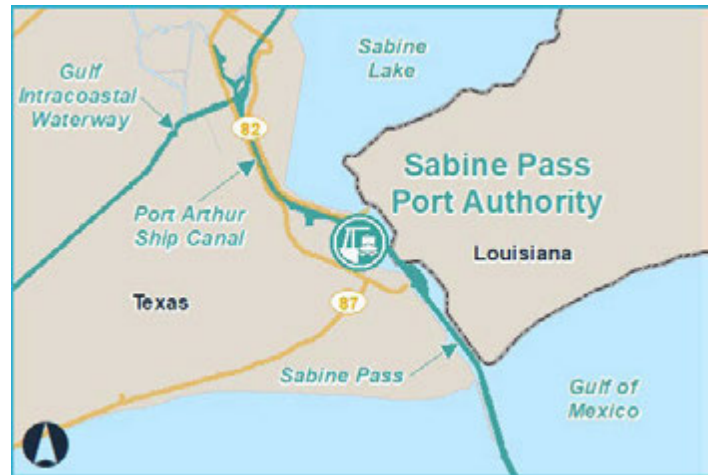 Sabine
Lake
Gulf
Intracoastal
Waterway
82
Sabine Pass
Port Authority
Port Arthur
Ship Canal
Louisiana
Texas
87
Sabine Pass
Gulf of
Mexico